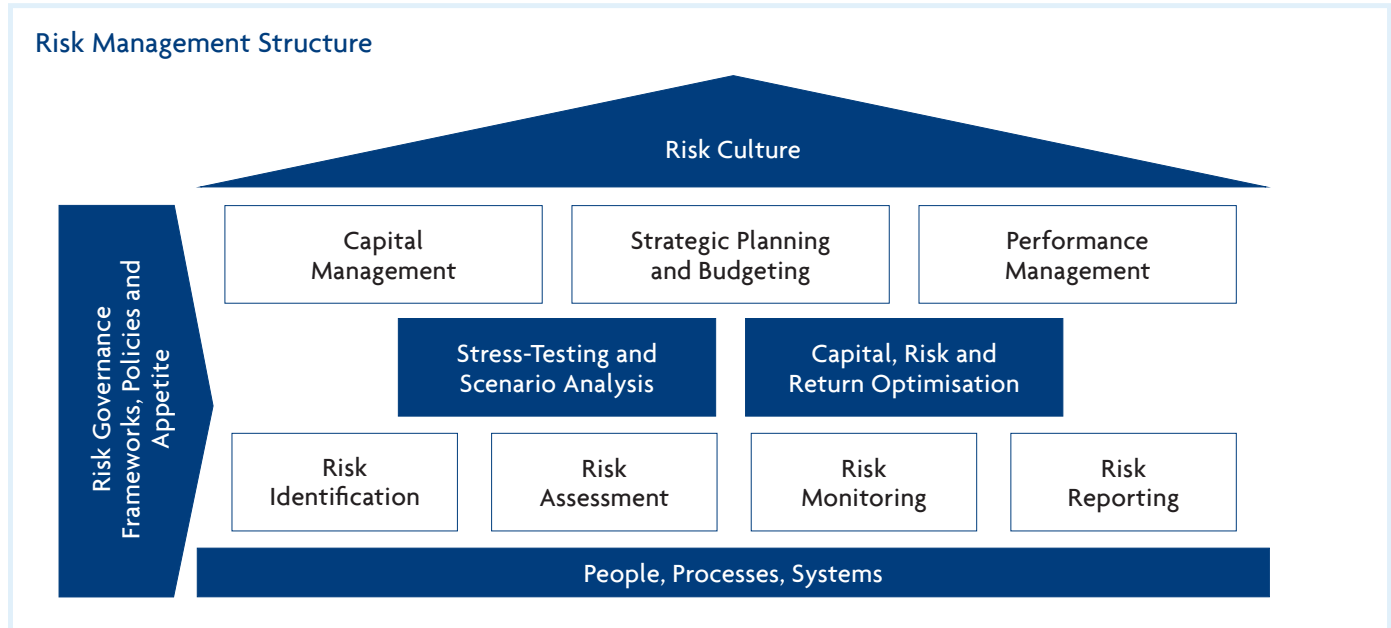 Risk Management Structure
Risk Culture
Risk Governance
Frameworks, Policies and
Appetite
Capital
Management
Strategic Planning
and Budgeting
Performance
Management
Stress-Testing and
Scenario Analysis
Capital, Risk and
Return Optimisation
Risk
Identification
Risk
Assessment
Risk
Monitoring
Risk
Reporting
People, Processes, Systems